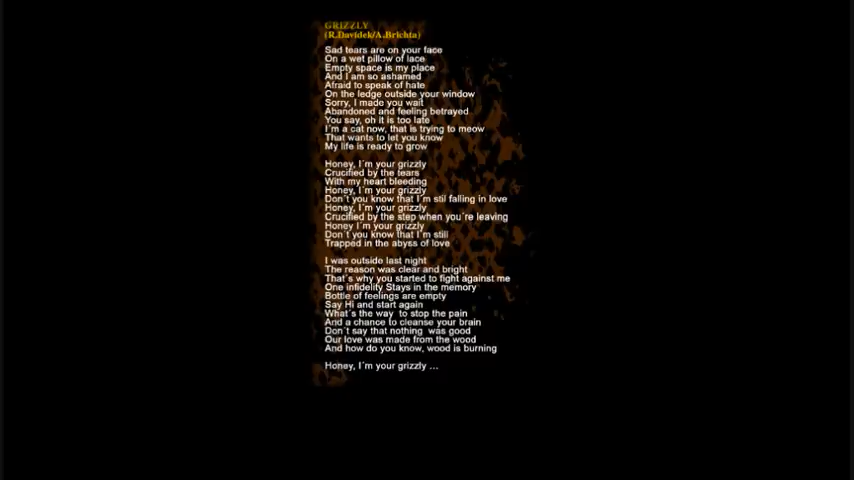 GRIZZLY
(R.Davídek/A.Brichta)
Sad tears are on your face
On a wet pillow of lace
Empty space is my place
And I am so ashamed
Afraid to speak of hate
On the ledge outside your window
Sorry, I made you wait
Abandoned and feeling betrayed
You say, oh it is too late
I´m a cat now, that is trying to meow
That wants to let you know
My life is ready to grow
Honey, I´m your grizzly
Crucified by the tears
With my heart bleeding
Honey, I´m your grizzly
Don´t you know that I´m stil falling in love
Honey, I´m your grizzly
Crucified by the step when you´re leaving
Honey I´m your grizzly
Don´t you know that I´m still
Trapped in the abyss of love
I was outside last night
The reason was clear and bright
That´s why you started to fight against me
One infidelity Stays in the memory
Bottle of feelings are empty
Say Hi and start again
What´s the way  to stop the pain
And a chance to cleanse your brain
Don´t say that nothing  was good
Our love was made from the wood
And how do you know, wood is burning
Honey, I´m your grizzly ...